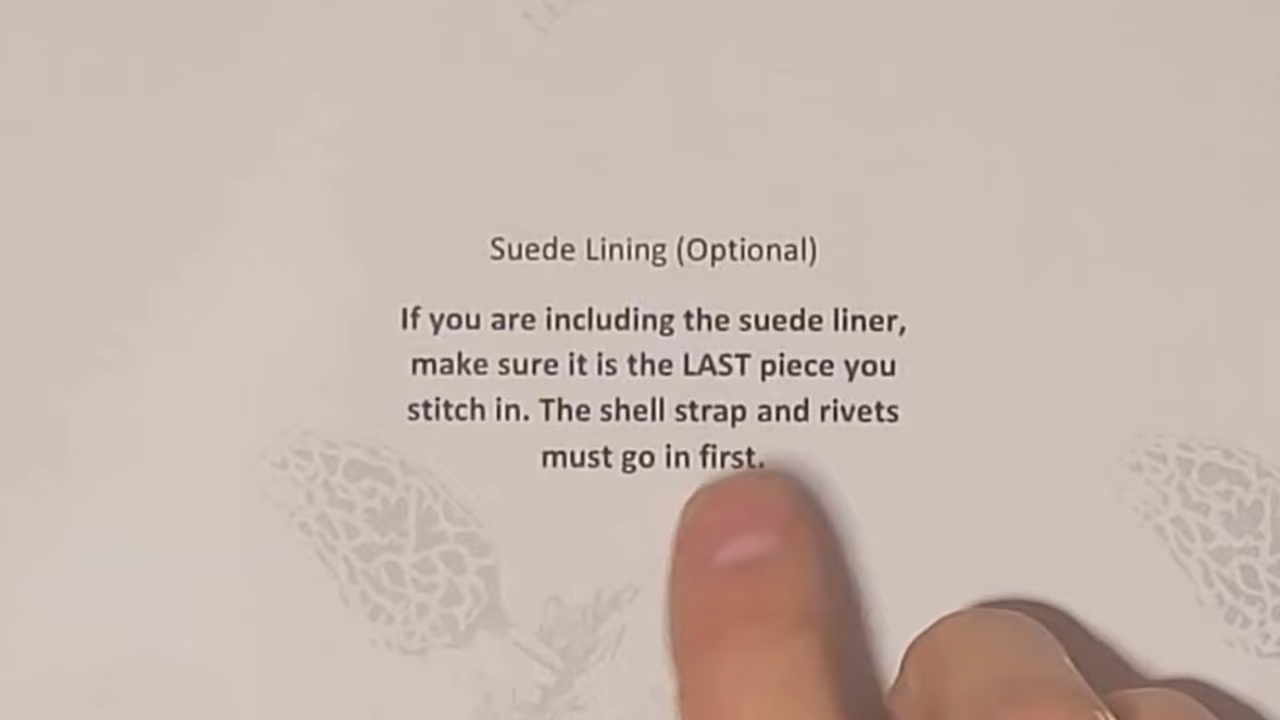 Suede Lining (Optional)
If you are including the suede liner,
make sure it is the LAST piece you
stitch in. The shell strap and rivets
must go in first.